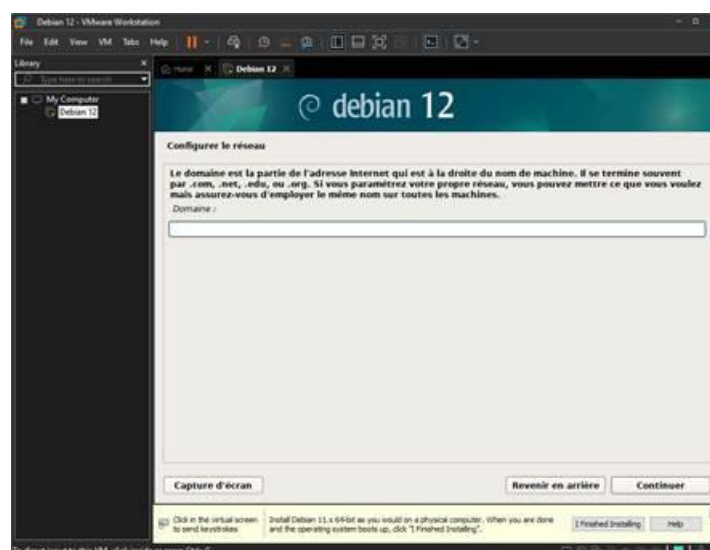 Debian 12 - VMware Workstation
File Edit View VM Tabs Help
Library
Type here to search
Home
Debian 12
My Computer
Debian 12
debian 12
Configurer le réseau
Le domaine est la partie de l'adresse Internet qui est à la droite du nom de machine. Il se termine souvent
par .com, .net, .edu, ou .org. Si vous paramétrez votre propre réseau, vous pouvez mettre ce que vous voulez
mais assurez-vous d'employer le même nom sur toutes les machines.
Domaine :
Capture d'écran
Revenir en arrière
Continuer
Click in the virtual screen
to send keystrokes
Install Debian 11.x 64-bit as you would on a physical computer. When you are done
and the operating system boots up, click "I Finished Installing".
I Finished Installing
Help